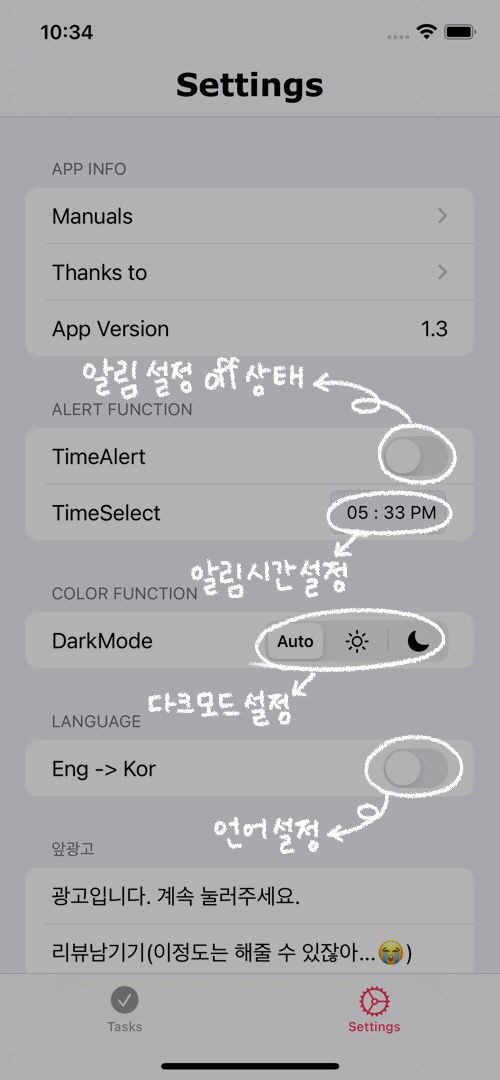 10:34
Settings
APP INFO
Manuals
Thanks to
App Version 1.3
알림 설정 off 상태
ALERT FUNCTION
TimeAlert
TimeSelect 05 : 33 PM
알림시간설정
COLOR FUNCTION
DarkMode Auto
다크모드 설정
LANGUAGE
Eng -> Kor
언어설정
앞광고
광고입니다. 계속 눌러주세요.
리뷰남기기(이정도는 해줄 수 있잖아...😭)
Tasks Settings